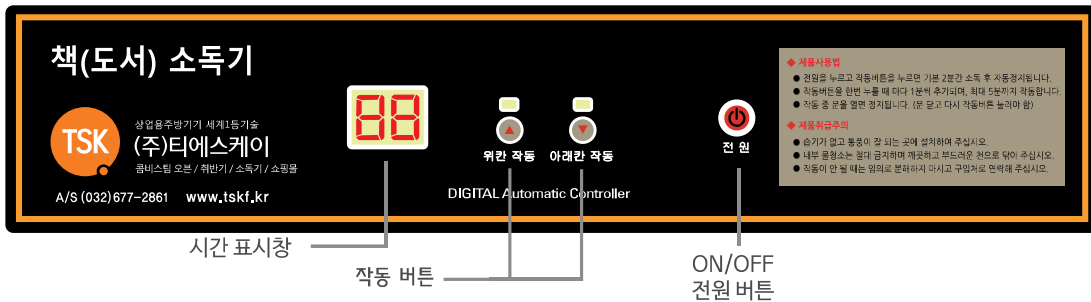 책(도서) 소독기
TSK
상업용주방기기 세계1등기술
(주)티에스케이
콤비스팀 오븐 / 취반기 / 소독기 / 쇼핑몰
A/S (032)677-2861 www.tskf.kr
88
위칸 작동 아래칸 작동
DIGITAL Automatic Controller
전 원
◆ 제품사용법
● 전원을 누르고 작동버튼을 누르면 기본 2분간 소독 후 자동정지됩니다.
● 작동버튼을 한번 누를 때 마다 1분씩 추가되며, 최대 5분까지 작동합니다.
● 작동 중 문을 열면 정지됩니다. (문 닫고 다시 작동버튼 눌러야 함)
◆ 제품취급주의
● 습기가 없고 통풍이 잘 되는 곳에 설치하여 주십시오.
● 내부 물청소는 절대 금지하며 깨끗하고 부드러운 천으로 닦아 주십시오.
● 작동이 안 될 때는 임의로 분해하지 마시고 구입처로 연락해 주십시오.
시간 표시창
작동 버튼
ON/OFF
전원 버튼